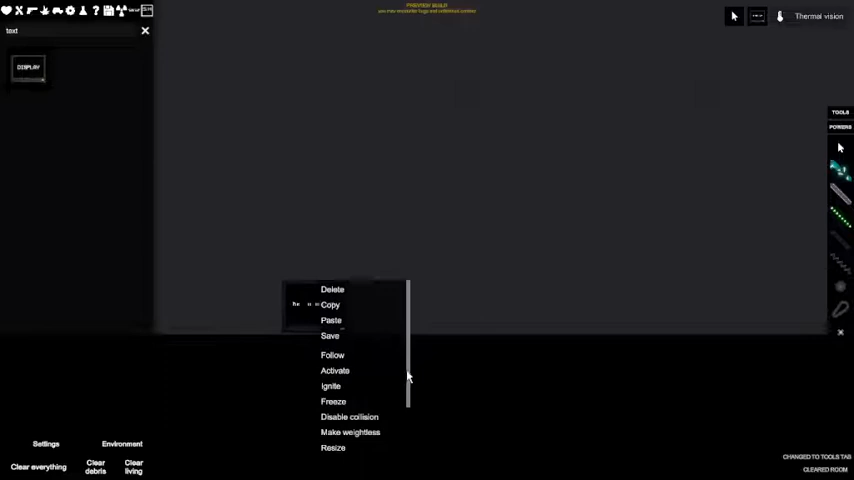 PREVIEW BUILD
Thermal vision
text
DISPLAY
TOOLS
POWERS
Delete
Copy
Paste
Save
Follow
Activate
Ignite
Freeze
Disable collision
Make weightless
Resize
Settings
Environment
Clear everything
Clear debris
Clear living
CHANGED TO TOOLS TAB
CLEARED ROOM